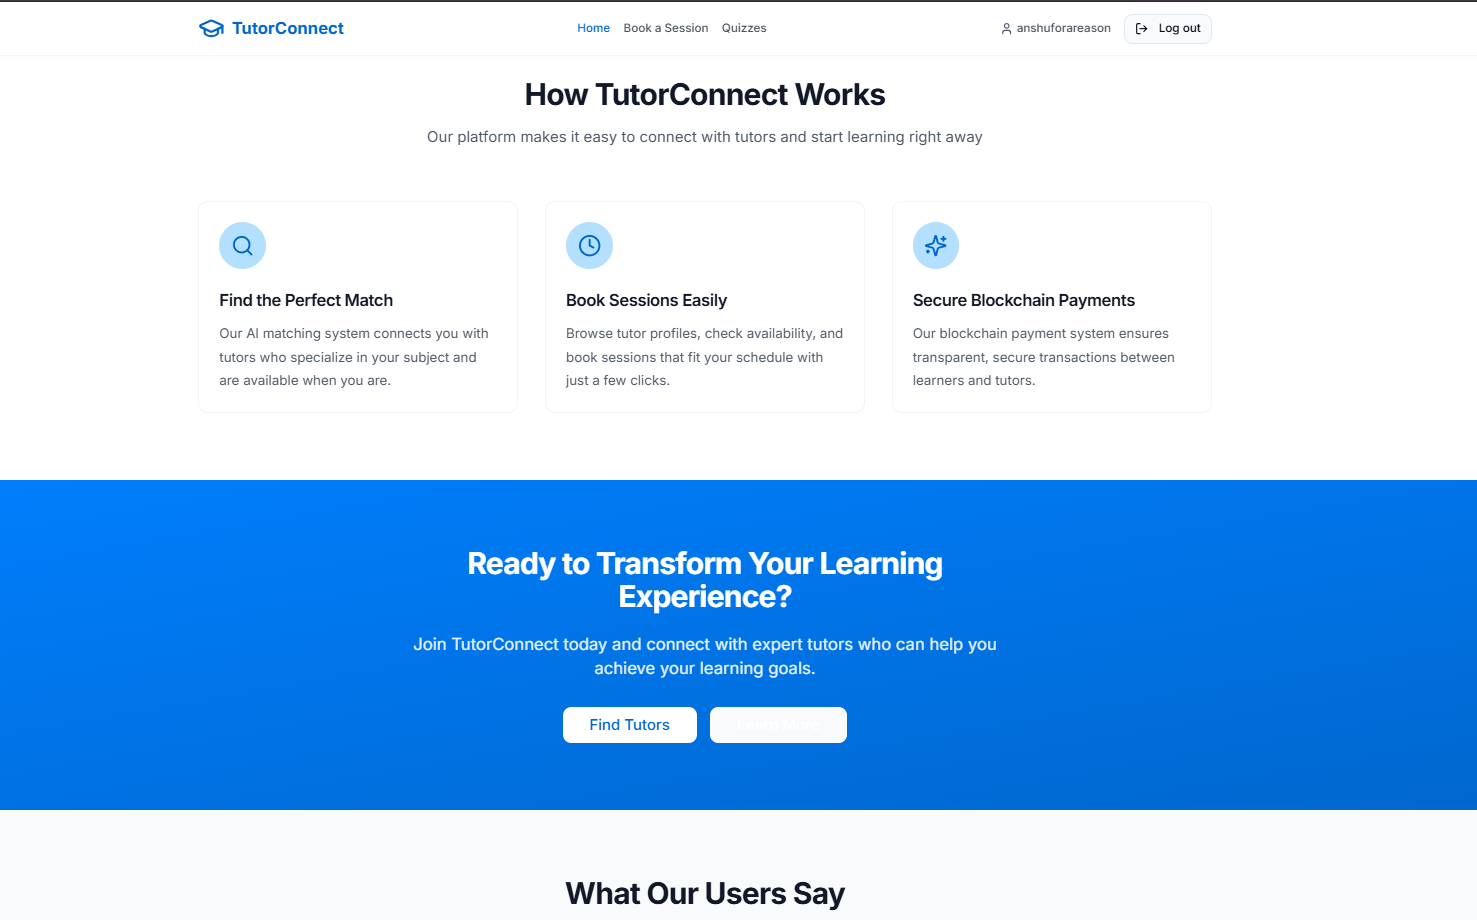 TutorConnect
Home
Book a Session
Quizzes
anshuforareason
Log out
How TutorConnect Works
Our platform makes it easy to connect with tutors and start learning right away
Find the Perfect Match
Our AI matching system connects you with
tutors who specialize in your subject and
are available when you are.
Book Sessions Easily
Browse tutor profiles, check availability, and
book sessions that fit your schedule with
just a few clicks.
Secure Blockchain Payments
Our blockchain payment system ensures
transparent, secure transactions between
learners and tutors.
Ready to Transform Your Learning
Experience?
Join TutorConnect today and connect with expert tutors who can help you
achieve your learning goals.
Find Tutors
Learn More
What Our Users Say